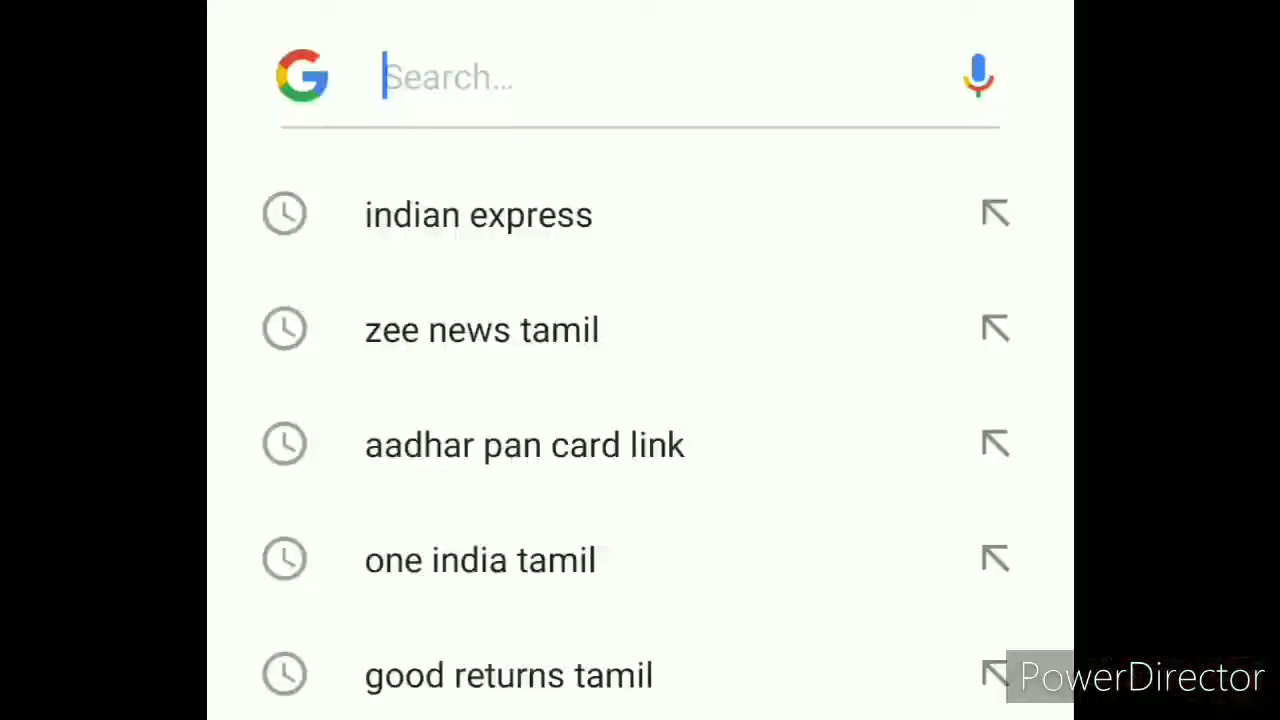 Search...
indian express
zee news tamil
aadhar pan card link
one india tamil
good returns tamil
PowerDirector